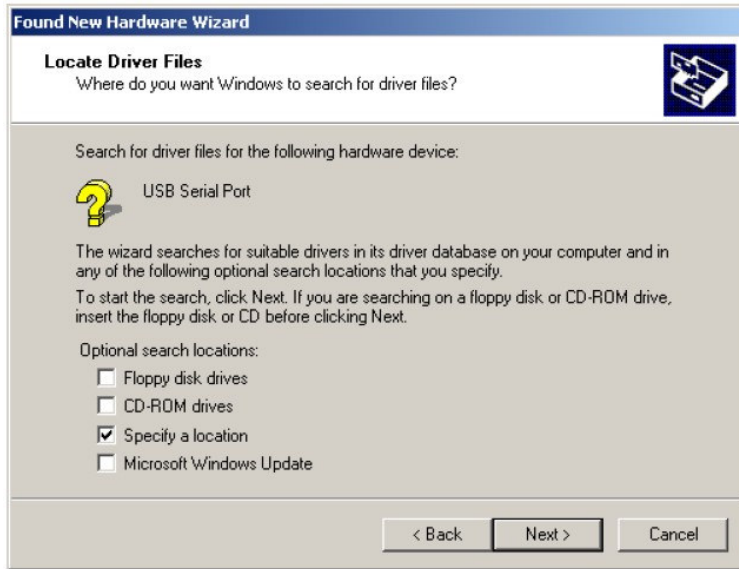 Found New Hardware Wizard
Locate Driver Files
Where do you want Windows to search for driver files?
Search for driver files for the following hardware device:
USB Serial Port
The wizard searches for suitable drivers in its driver database on your computer and in
any of the following optional search locations that you specify.
To start the search, click Next. If you are searching on a floppy disk or CD-ROM drive,
insert the floppy disk or CD before clicking Next.
Optional search locations:
Floppy disk drives
CD-ROM drives
Specify a location
Microsoft Windows Update
< Back Next > Cancel